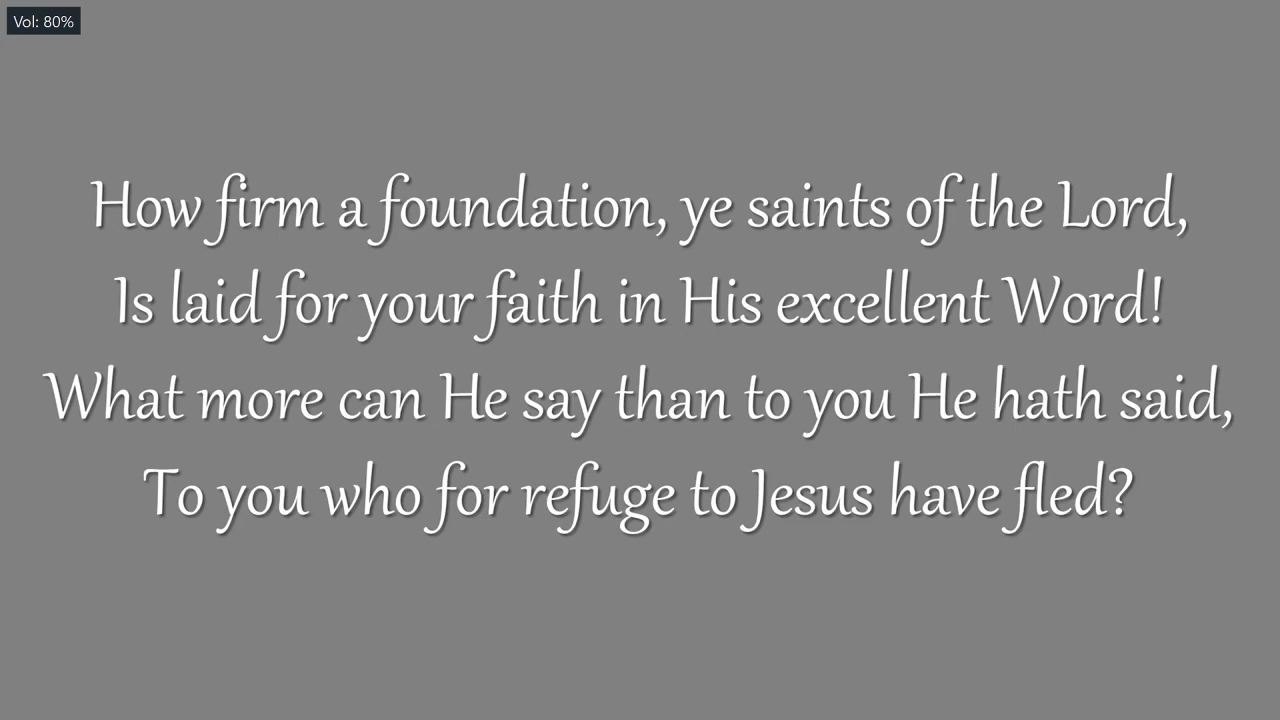 Vol: 80%
How firm a foundation, ye saints of the Lord,
Is laid for your faith in His excellent Word!
What more can He say than to you He hath said,
To you who for refuge to Jesus have fled?